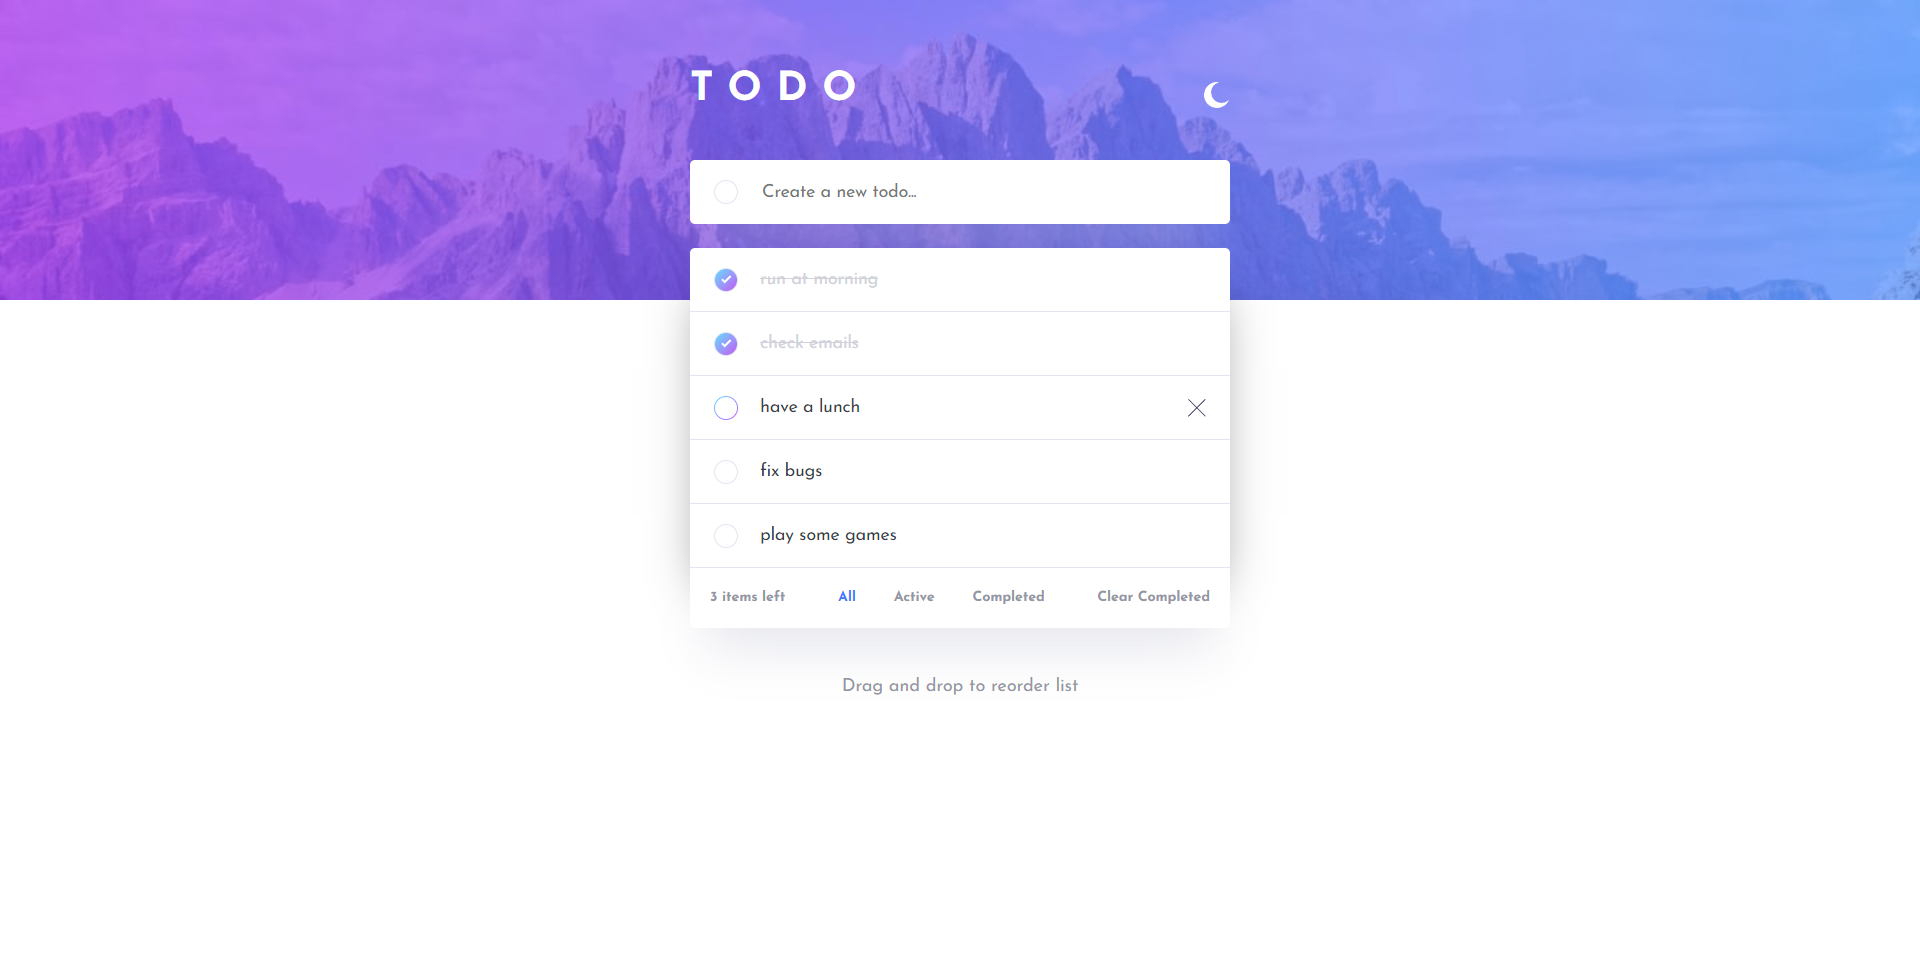 TODO
Create a new todo...
run at morning
check emails
have a lunch
fix bugs
play some games
3 items left All Active Completed Clear Completed
Drag and drop to reorder list